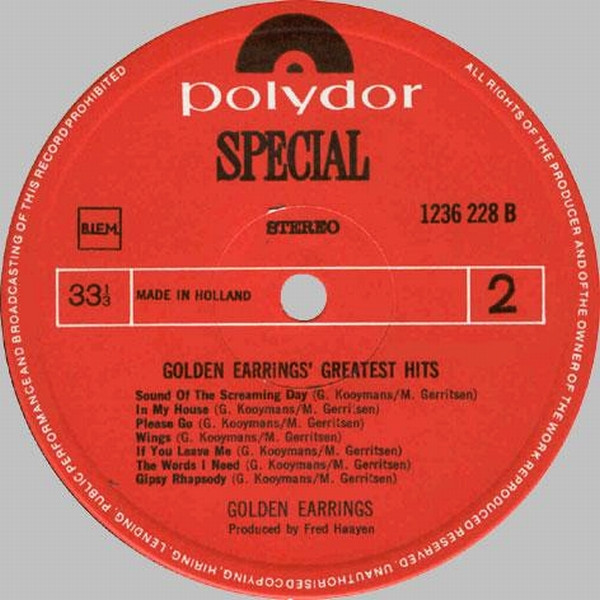 polydor
SPECIAL
B.I.E.M.
STEREO
1236 228 B
33 1/3
MADE IN HOLLAND
2
GOLDEN EARRINGS' GREATEST HITS
Sound Of The Screaming Day (G. Kooymans/M. Gerritsen)
In My House (G. Kooymans/M. Gerritsen)
Please Go (G. Kooymans/M. Gerritsen)
Wings (G. Kooymans/M. Gerritsen)
If You Leave Me (G. Kooymans/M. Gerritsen)
The Words I Need (G. Kooymans/M. Gerritsen)
Gipsy Rhapsody (G. Kooymans/M. Gerritsen)
GOLDEN EARRINGS
Produced by Fred Haayen
ALL RIGHTS OF THE PRODUCER AND OF THE OWNER OF THE WORK REPRODUCED RESERVED. UNAUTHORISED COPYING, HIRING, LENDING, PUBLIC PERFORMANCE AND BROADCASTING OF THIS RECORD PROHIBITED